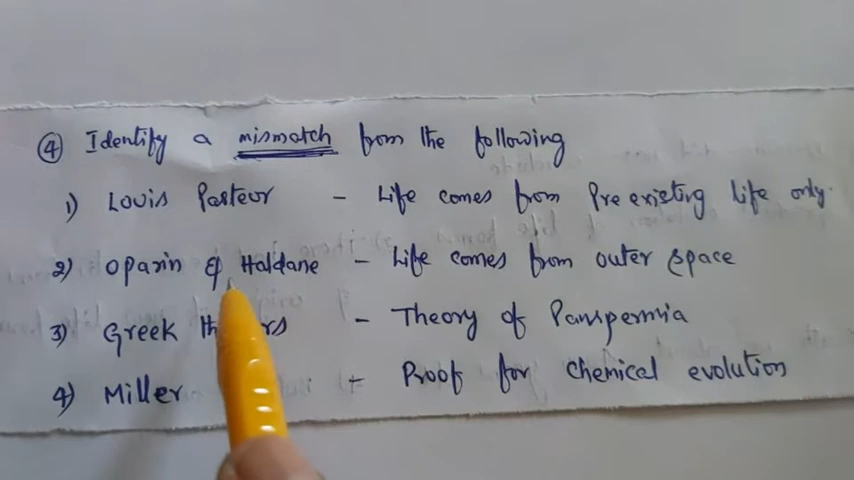 ④ Identify a mismatch from the following
1) Louis Pasteur - Life comes from Pre existing life only.
2) Oparin & Haldane - Life comes from outer space
3) Greek - Theory of Panspermia
4) Miller - Proof for chemical evolution